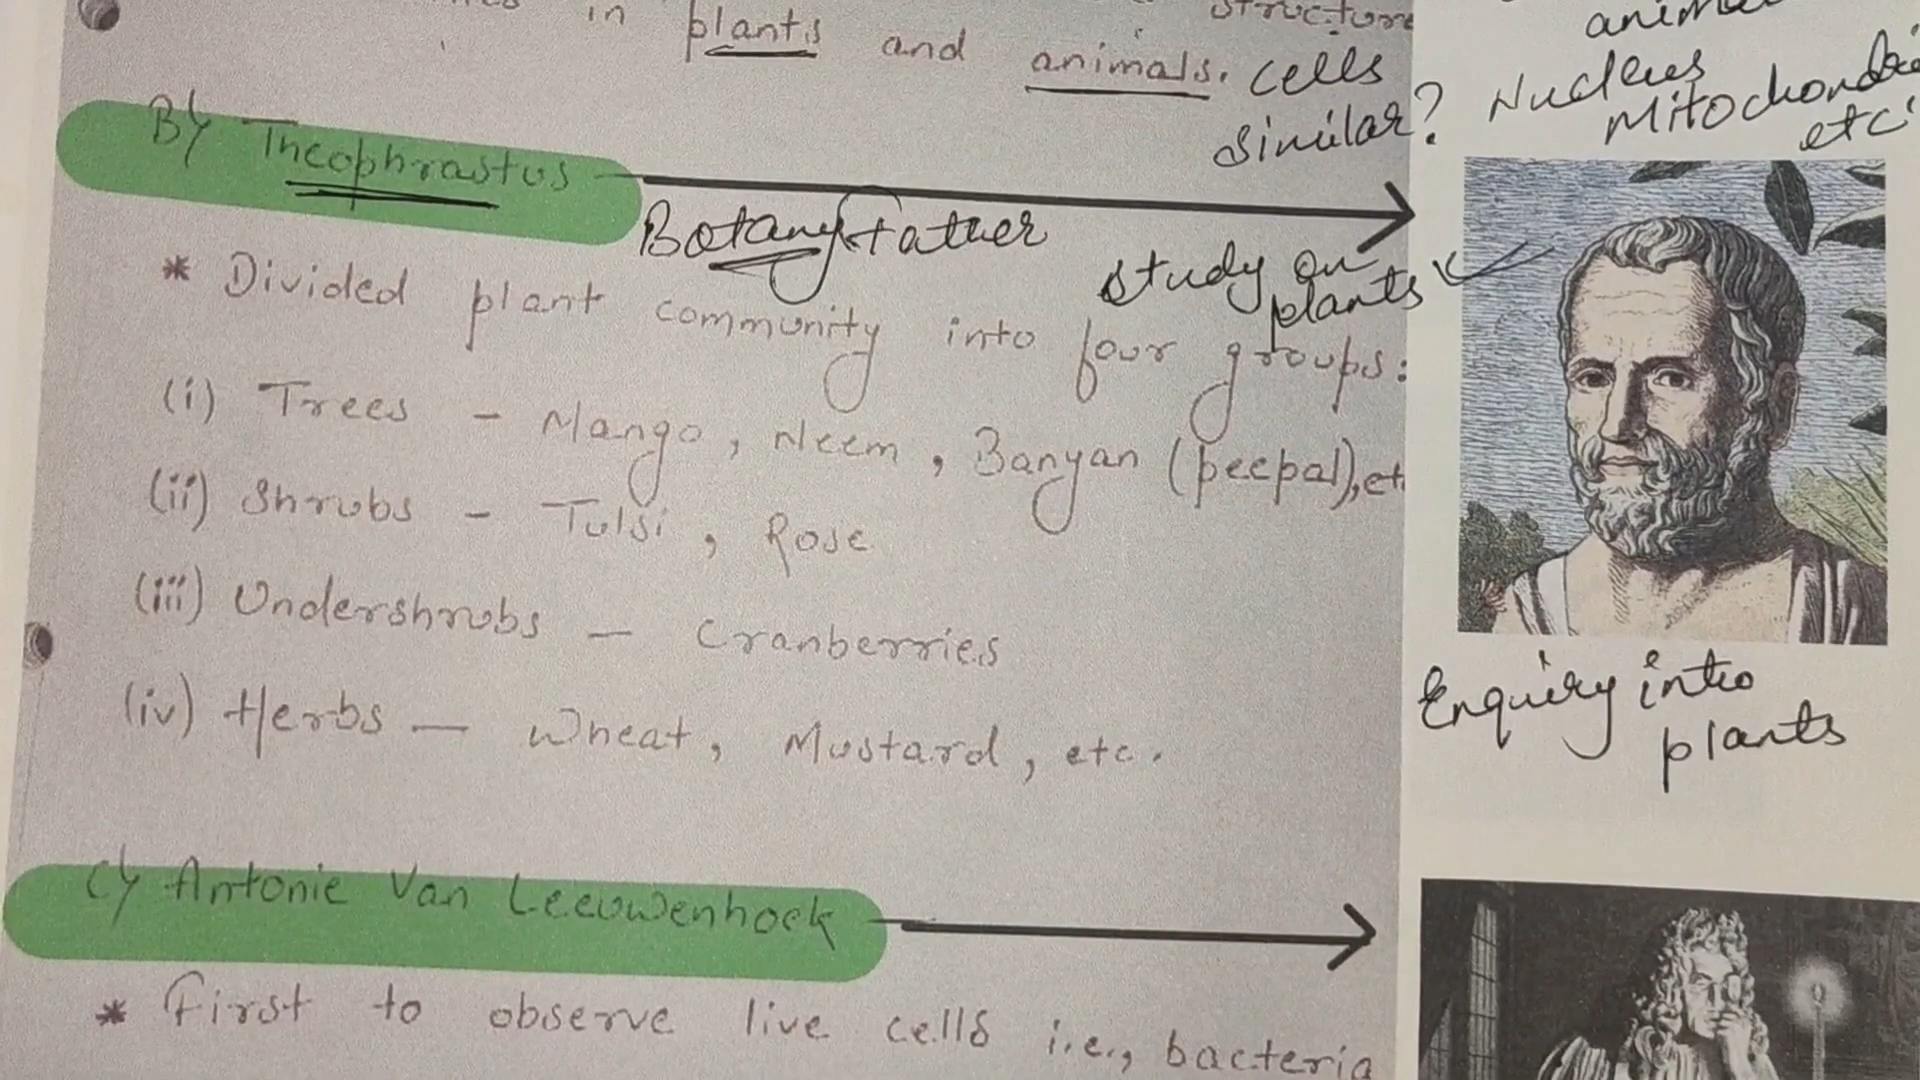 in plants and animals. structure
cells
similar?
animal
Nucleus
Mitochondria
etc.
B) Theophrastus
Botany Father
study on
plants
* Divided plant community into four groups:
(i) Trees - Mango, Neem, Banyan (peepal), etc
(ii) Shrubs - Tulsi, Rose
(iii) Undershrubs - Cranberries
(iv) Herbs - Wheat, Mustard, etc.
Enquiry into
plants
C) Antonie Van Leeuwenhoek
* First to observe live cells i.e., bacteria